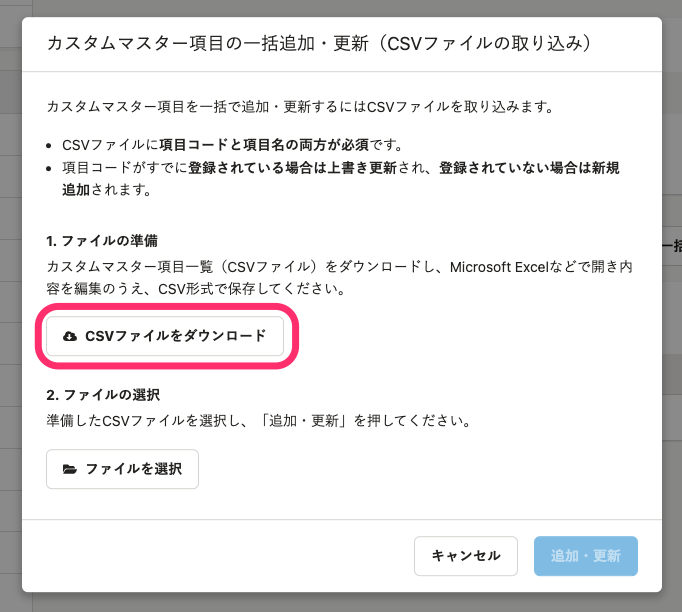 カスタムマスター項目の一括追加・更新（CSVファイルの取り込み）
カスタムマスター項目を一括で追加・更新するにはCSVファイルを取り込みます。
• CSVファイルに項目コードと項目名の両方が必須です。
• 項目コードがすでに登録されている場合は上書き更新され、登録されていない場合は新規
追加されます。
1. ファイルの準備
カスタムマスター項目一覧（CSVファイル）をダウンロードし、Microsoft Excelなどで開き内
容を編集のうえ、CSV形式で保存してください。
CSVファイルをダウンロード
2. ファイルの選択
準備したCSVファイルを選択し、「追加・更新」を押してください。
ファイルを選択
キャンセル
追加・更新
一括